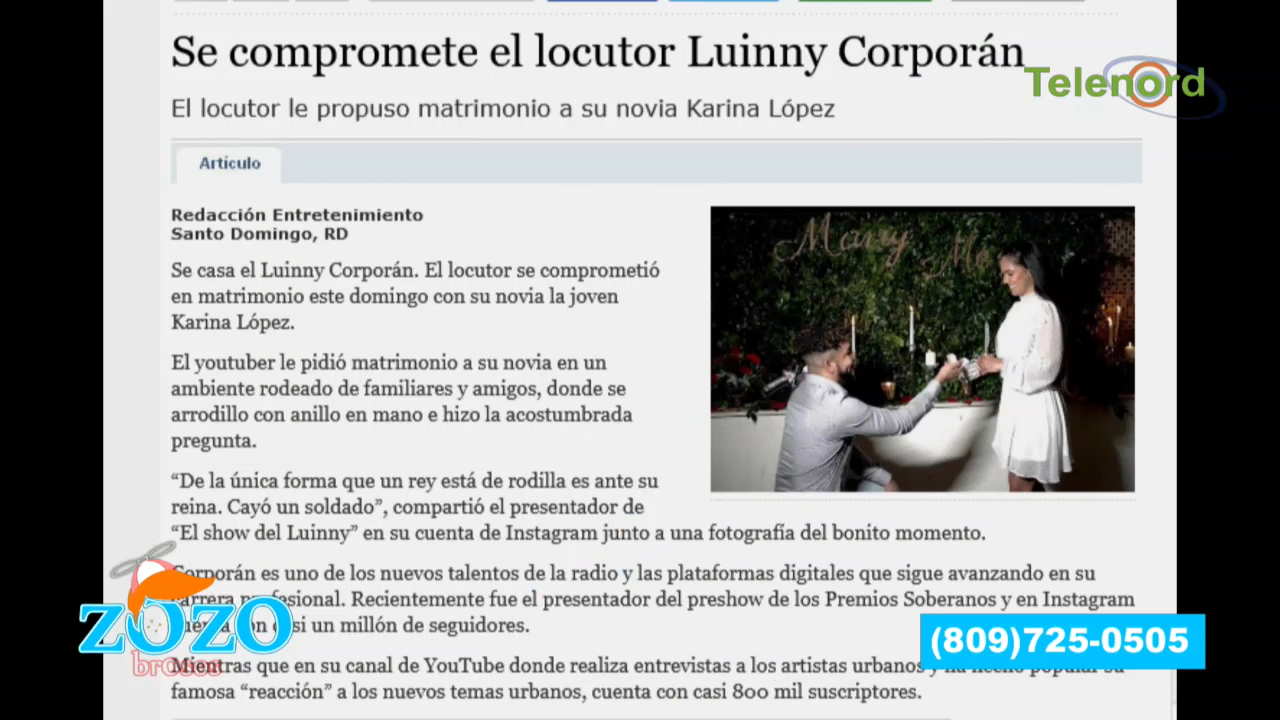 Se compromete el locutor Luinny Corporán
Telenord
El locutor le propuso matrimonio a su novia Karina López
Artículo
Redacción Entretenimiento
Santo Domingo, RD
Se casa el Luinny Corporán. El locutor se comprometió
en matrimonio este domingo con su novia la joven
Karina López.
El youtuber le pidió matrimonio a su novia en un
ambiente rodeado de familiares y amigos, donde se
arrodillo con anillo en mano e hizo la acostumbrada
pregunta.
“De la única forma que un rey está de rodilla es ante su
reina. Cayó un soldado”, compartió el presentador de
“El show del Luinny” en su cuenta de Instagram junto a una fotografía del bonito momento.
Corporán es uno de los nuevos talentos de la radio y las plataformas digitales que sigue avanzando en su
Recientemente fue el presentador del preshow de los Premios Soberanos y en Instagram
un millón de seguidores.
Mientras que en su canal de YouTube donde realiza entrevistas a los artistas urbanos
famosa “reacción” a los nuevos temas urbanos, cuenta con casi 800 mil suscriptores.
Marry Me
ZOZO
broses
(809)725-0505